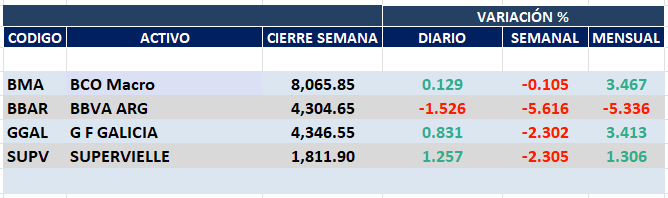 VARIACIÓN %
CODIGO ACTIVO CIERRE SEMANA DIARIO SEMANAL MENSUAL
BMA BCO Macro 8,065.85 0.129 -0.105 3.467
BBAR BBVA ARG 4,304.65 -1.526 -5.616 -5.336
GGAL G F GALICIA 4,346.55 0.831 -2.302 3.413
SUPV SUPERVIELLE 1,811.90 1.257 -2.305 1.306